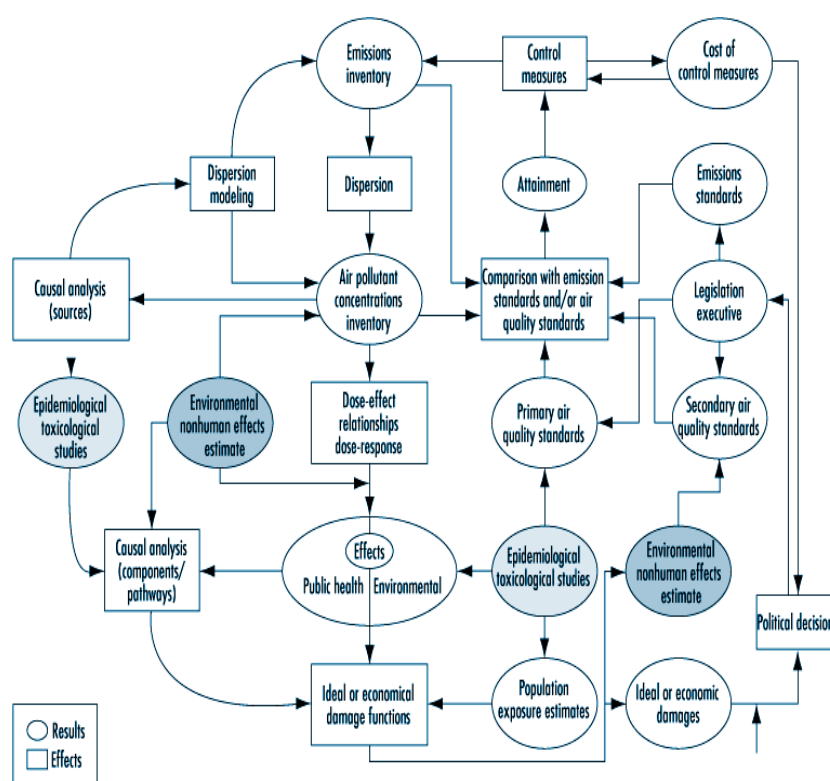 Emissions
inventory
Control
measures
Cost of
control measures
Dispersion
modeling
Dispersion
Attainment
Emissions
standards
Causal analysis
(sources)
Air pollutant
concentrations
inventory
Comparison with emission
standards and/or air
quality standards
Legislation
executive
Epidemiological
toxicological
studies
Environmental
nonhuman effects
estimate
Dose-effect
relationships
dose-response
Primary air
quality standards
Secondary air
quality standards
Causal analysis
(components/
pathways)
Effects
Public health
Environmental
Epidemiological
toxicological studies
Environmental
nonhuman effects
estimate
Political decision
Ideal or economical
damage functions
Population
exposure estimates
Ideal or economic
damages
Results
Effects